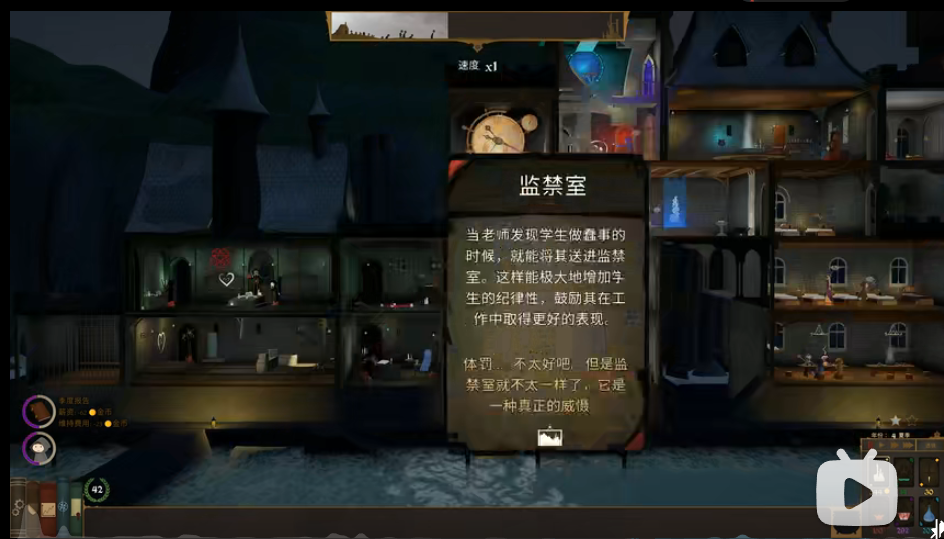 速度 x1
监禁室
当老师发现学生做蠢事的
时候，就能将其送进监禁
室。这样能极大地增加学
生的纪律性，鼓励其在工
作中取得更好的表现。
体罚.. 不太好吧，但是监
禁室就不太一样了，它是
一种真正的威慑
季度报告
42